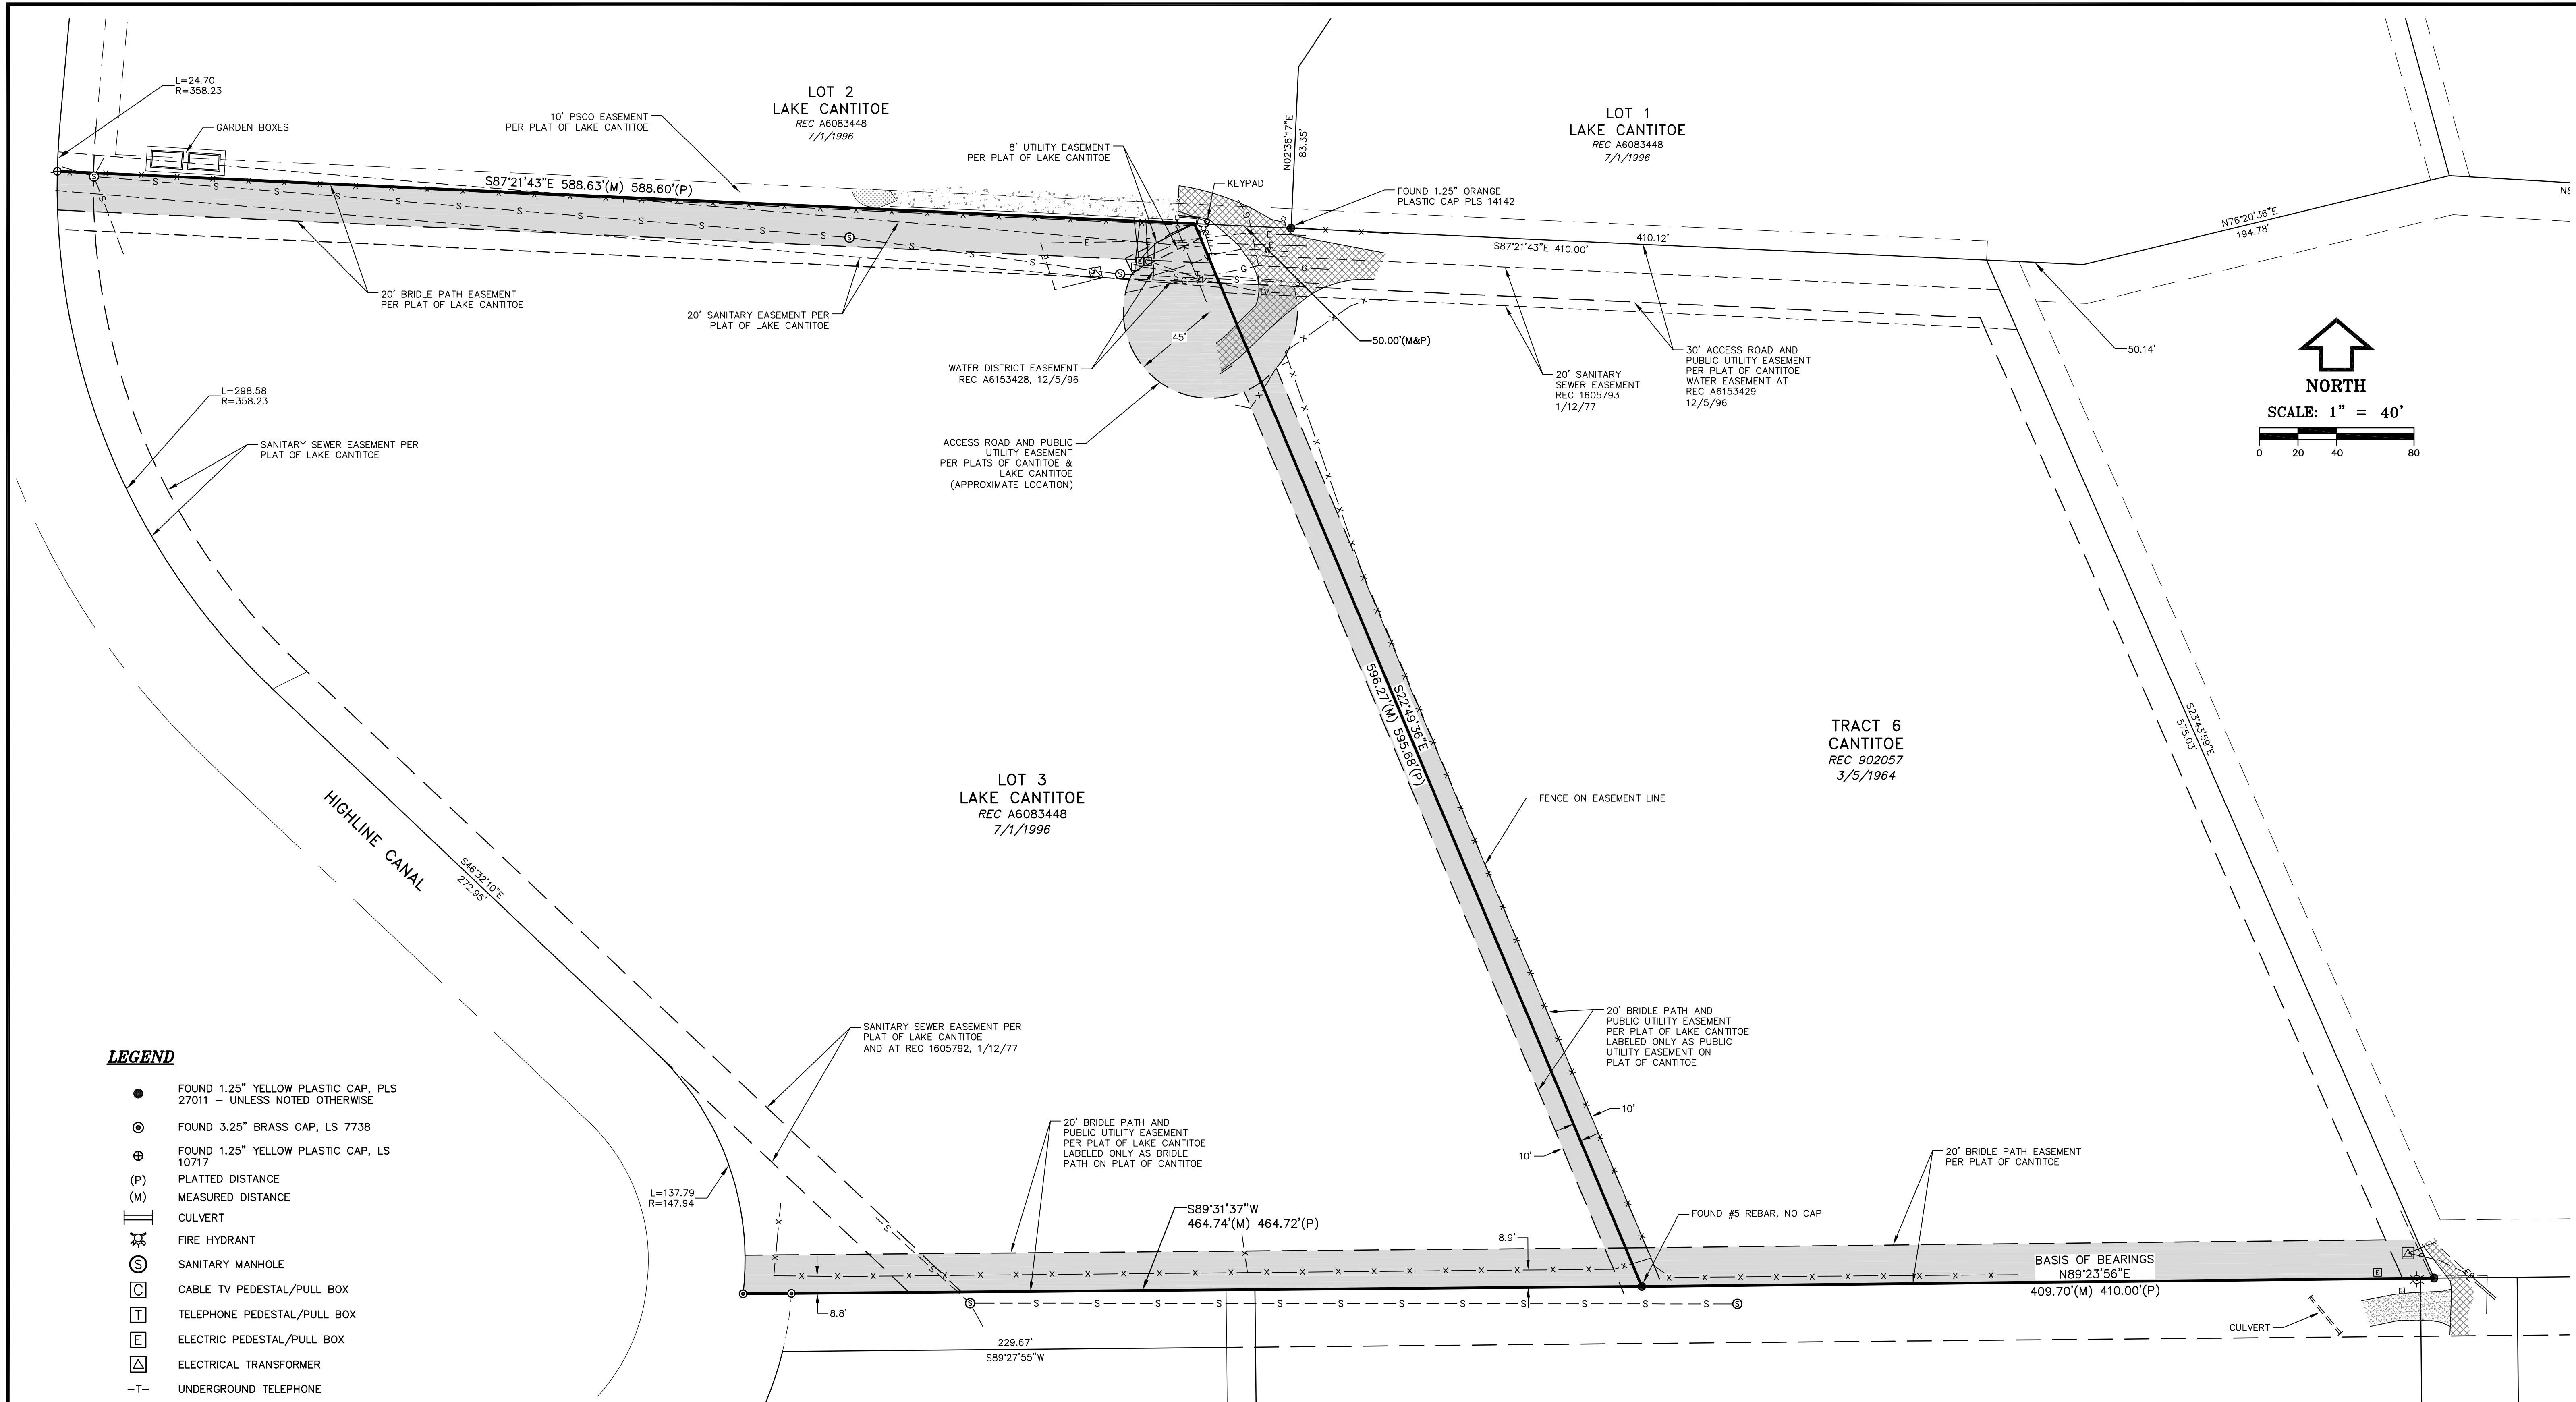 L=24.70
R=358.23
GARDEN BOXES
10' PSCO EASEMENT
PER PLAT OF LAKE CANTITOE
LOT 2
LAKE CANTITOE
REC A6083448
7/1/1996
8' UTILITY EASEMENT
PER PLAT OF LAKE CANTITOE
KEYPAD
N02°38'17"E
83.35'
FOUND 1.25" ORANGE
PLASTIC CAP PLS 14142
LOT 1
LAKE CANTITOE
REC A6083448
7/1/1996
S87°21'43"E 588.63'(M) 588.60'(P)
410.12'
S87°21'43"E 410.00'
N76°20'36"E
194.78'
20' BRIDLE PATH EASEMENT
PER PLAT OF LAKE CANTITOE
20' SANITARY EASEMENT PER
PLAT OF LAKE CANTITOE
45'
50.00'(M&P)
WATER DISTRICT EASEMENT
REC A6153428, 12/5/96
20' SANITARY
SEWER EASEMENT
REC 1605793
1/12/77
30' ACCESS ROAD AND
PUBLIC UTILITY EASEMENT
PER PLAT OF CANTITOE
WATER EASEMENT AT
REC A6153429
12/5/96
50.14'
NORTH
SCALE: 1" = 40'
0 20 40 80
L=298.58
R=358.23
SANITARY SEWER EASEMENT PER
PLAT OF LAKE CANTITOE
ACCESS ROAD AND PUBLIC
UTILITY EASEMENT
PER PLATS OF CANTITOE &
LAKE CANTITOE
(APPROXIMATE LOCATION)
S22°49'36"E
596.27'(M) 595.68'(P)
S23°43'59"E
575.03'
TRACT 6
CANTITOE
REC 902057
3/5/1964
LOT 3
LAKE CANTITOE
REC A6083448
7/1/1996
FENCE ON EASEMENT LINE
HIGHLINE CANAL
S46°32'10"E
272.95'
SANITARY SEWER EASEMENT PER
PLAT OF LAKE CANTITOE
AND AT REC 1605792, 1/12/77
20' BRIDLE PATH AND
PUBLIC UTILITY EASEMENT
PER PLAT OF LAKE CANTITOE
LABELED ONLY AS PUBLIC
UTILITY EASEMENT ON
PLAT OF CANTITOE
10'
10'
20' BRIDLE PATH AND
PUBLIC UTILITY EASEMENT
PER PLAT OF LAKE CANTITOE
LABELED ONLY AS BRIDLE
PATH ON PLAT OF CANTITOE
20' BRIDLE PATH EASEMENT
PER PLAT OF CANTITOE
L=137.79
R=147.94
S89°31'37"W
464.74'(M) 464.72'(P)
FOUND #5 REBAR, NO CAP
8.9'
8.8'
BASIS OF BEARINGS
N89°23'56"E
409.70'(M) 410.00'(P)
CULVERT
229.67'
S89°27'55"W
LEGEND
FOUND 1.25" YELLOW PLASTIC CAP, PLS
27011 – UNLESS NOTED OTHERWISE
FOUND 3.25" BRASS CAP, LS 7738
FOUND 1.25" YELLOW PLASTIC CAP, LS
10717
(P) PLATTED DISTANCE
(M) MEASURED DISTANCE
CULVERT
FIRE HYDRANT
S SANITARY MANHOLE
C CABLE TV PEDESTAL/PULL BOX
T TELEPHONE PEDESTAL/PULL BOX
E ELECTRIC PEDESTAL/PULL BOX
ELECTRICAL TRANSFORMER
–T– UNDERGROUND TELEPHONE